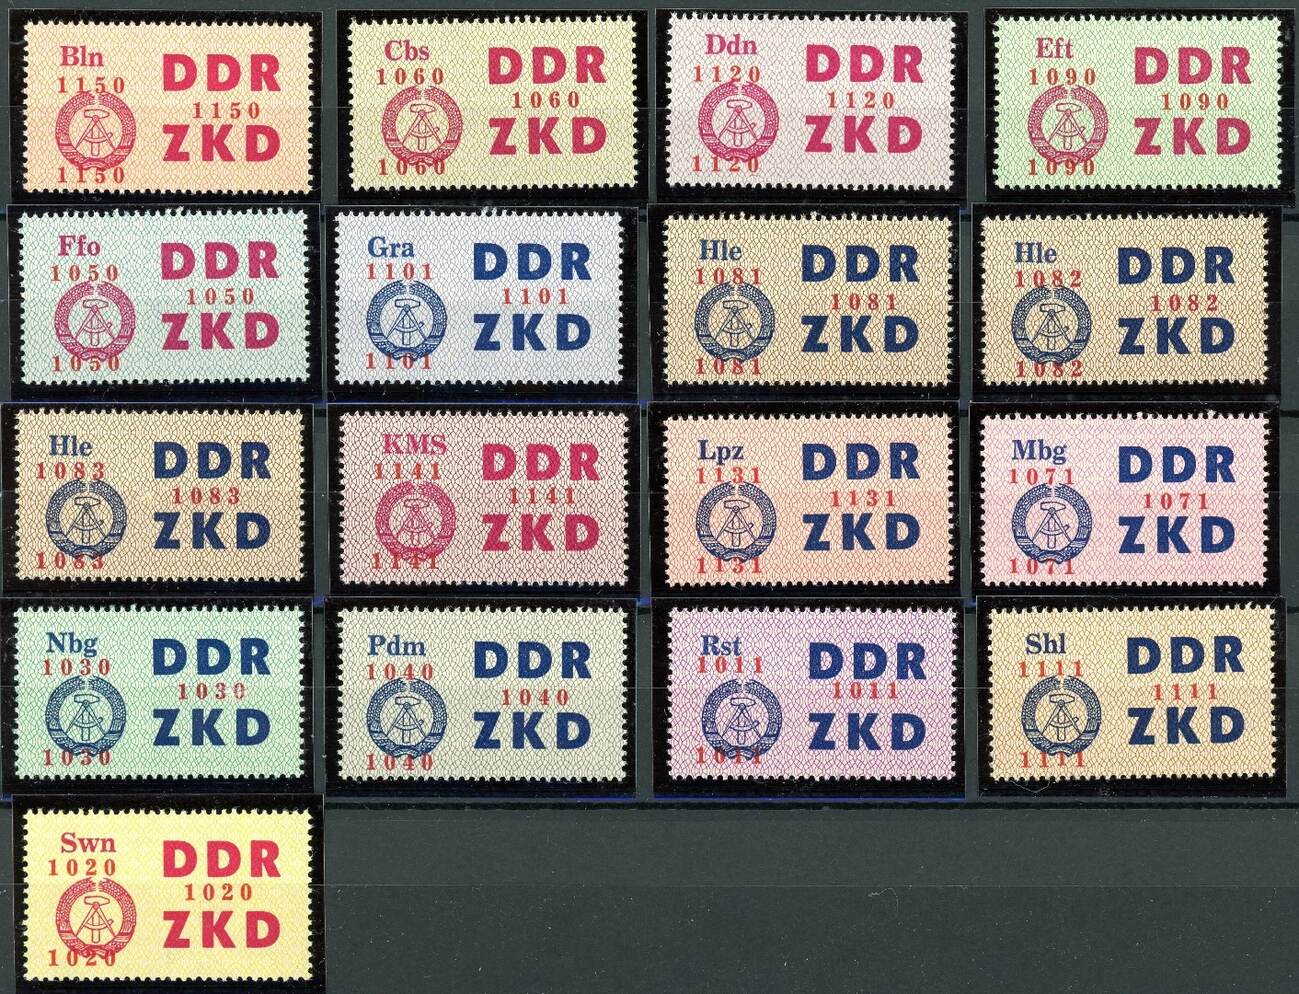 Bln
1150
DDR
1150
ZKD
1150
Cbs
1060
DDR
1060
ZKD
1060
Ddn
1120
DDR
1120
ZKD
1120
Eft
1090
DDR
1090
ZKD
1090
Ffo
1050
DDR
1050
ZKD
1050
Gra
1101
DDR
1101
ZKD
1101
Hle
1081
DDR
1081
ZKD
1081
Hle
1082
DDR
1082
ZKD
1082
Hle
1083
DDR
1083
ZKD
1083
KMS
1141
DDR
1141
ZKD
1141
Lpz
1131
DDR
1131
ZKD
1131
Mbg
1071
DDR
1071
ZKD
1071
Nbg
1030
DDR
1030
ZKD
1030
Pdm
1040
DDR
1040
ZKD
1040
Rst
1011
DDR
1011
ZKD
1011
Shl
1111
DDR
1111
ZKD
1111
Swn
1020
DDR
1020
ZKD
1020